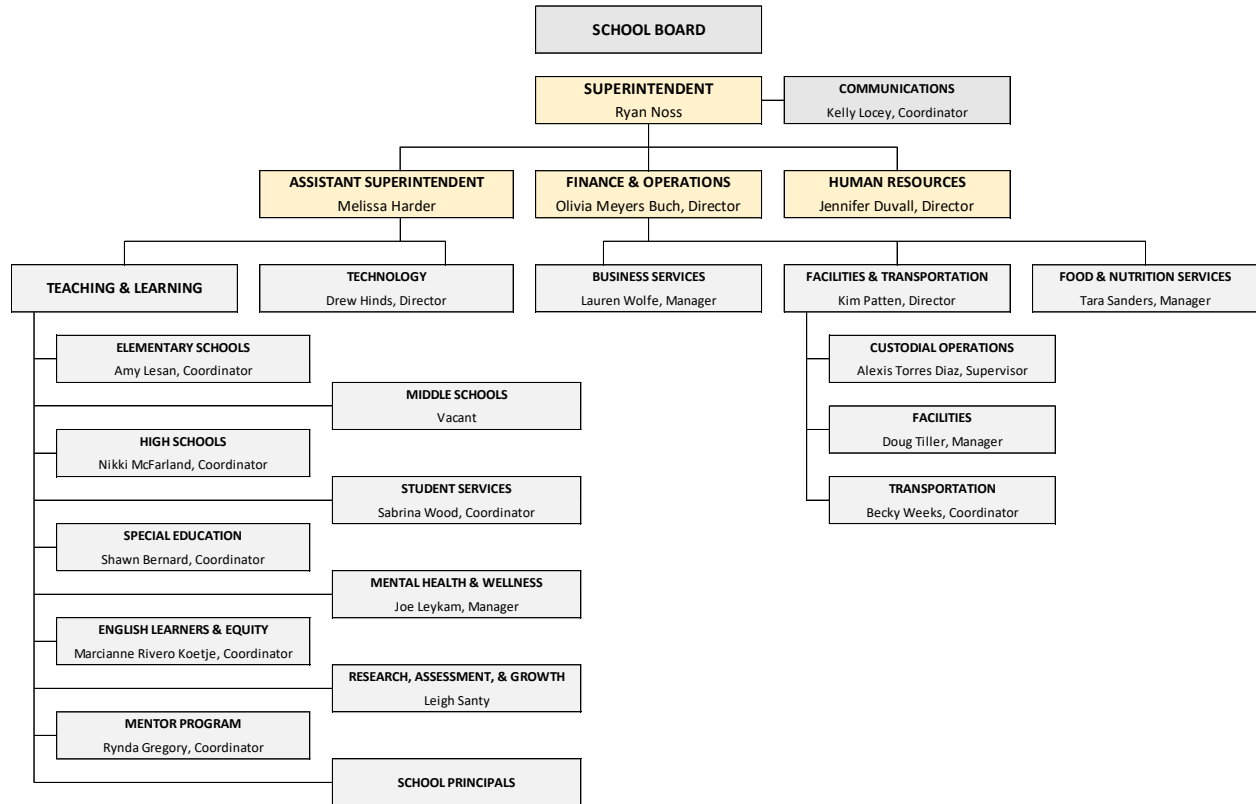 SCHOOL BOARD
SUPERINTENDENT
Ryan Noss
COMMUNICATIONS
Kelly Locey, Coordinator
ASSISTANT SUPERINTENDENT
Melissa Harder
FINANCE & OPERATIONS
Olivia Meyers Buch, Director
HUMAN RESOURCES
Jennifer Duvall, Director
TEACHING & LEARNING
TECHNOLOGY
Drew Hinds, Director
BUSINESS SERVICES
Lauren Wolfe, Manager
FACILITIES & TRANSPORTATION
Kim Patten, Director
FOOD & NUTRITION SERVICES
Tara Sanders, Manager
ELEMENTARY SCHOOLS
Amy Lesan, Coordinator
MIDDLE SCHOOLS
Vacant
HIGH SCHOOLS
Nikki McFarland, Coordinator
STUDENT SERVICES
Sabrina Wood, Coordinator
SPECIAL EDUCATION
Shawn Bernard, Coordinator
MENTAL HEALTH & WELLNESS
Joe Leykam, Manager
ENGLISH LEARNERS & EQUITY
Marcianne Rivero Koetje, Coordinator
RESEARCH, ASSESSMENT, & GROWTH
Leigh Santy
MENTOR PROGRAM
Rynda Gregory, Coordinator
SCHOOL PRINCIPALS
CUSTODIAL OPERATIONS
Alexis Torres Diaz, Supervisor
FACILITIES
Doug Tiller, Manager
TRANSPORTATION
Becky Weeks, Coordinator